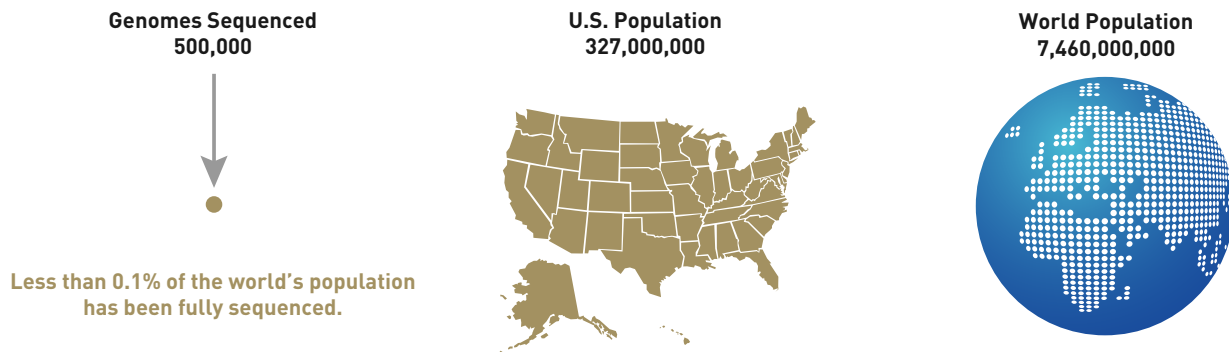 Genomes Sequenced
500,000
U.S. Population
327,000,000
World Population
7,460,000,000
Less than 0.1% of the world’s population
has been fully sequenced.